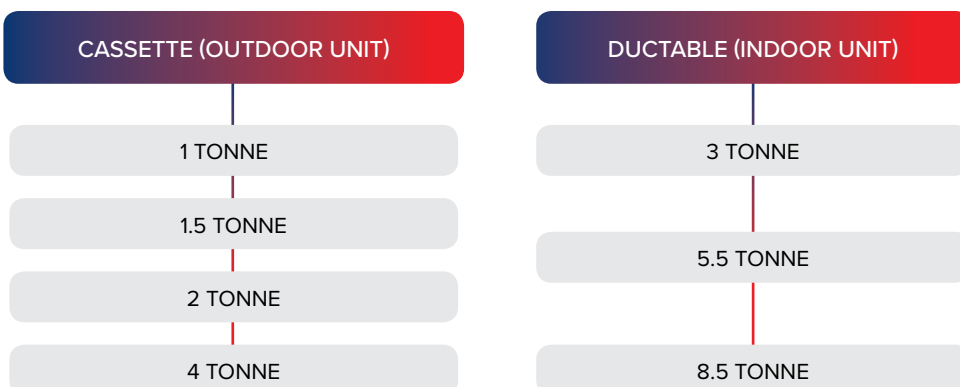 CASSETTE (OUTDOOR UNIT)
1 TONNE
1.5 TONNE
2 TONNE
4 TONNE
DUCTABLE (INDOOR UNIT)
3 TONNE
5.5 TONNE
8.5 TONNE